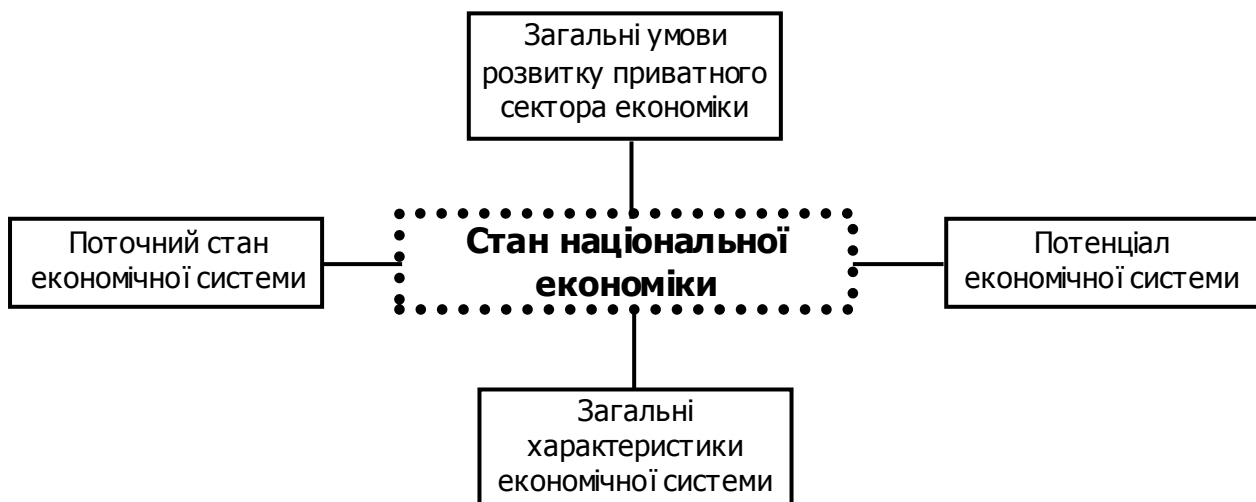 Загальні умови
розвитку приватного
сектора економіки
Поточний стан
економічної системи
Стан національної
економіки
Потенціал
економічної системи
Загальні
характеристики
економічної системи